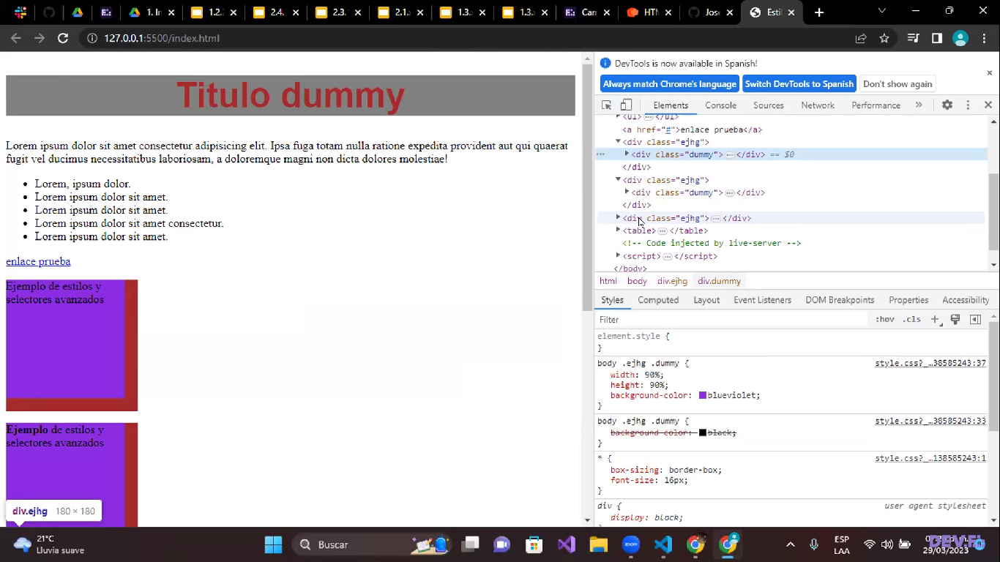 1. In
1.2.
2.4.
2.3.
2.1.
1.3.
1.3.
Can
HTM
Jose
Estil
127.0.0.1:5500/index.html
Titulo dummy
Lorem ipsum dolor sit amet consectetur adipisicing elit. Ipsa fuga totam nulla ratione expedita provident aut qui quaerat
fugit vel ducimus necessitatibus laboriosam, a doloremque magni non dicta dolores molestiae!
Lorem, ipsum dolor.
Lorem ipsum dolor sit amet.
Lorem ipsum dolor sit amet.
Lorem ipsum dolor sit amet consectetur.
Lorem ipsum dolor sit amet.
enlace prueba
Ejemplo de estilos y
selectores avanzados
Ejemplo de estilos y
selectores avanzados
div.ejhg 180 × 180
DevTools is now available in Spanish!
Always match Chrome's language Switch DevTools to Spanish Don't show again
Elements Console Sources Network Performance »
<ul> … </ul>
<a href="#">enlace prueba</a>
<div class="ejhg">
<div class="dummy"> … </div> == $0
</div>
<div class="ejhg">
<div class="dummy"> … </div>
</div>
<div class="ejhg"> … </div>
<table> … </table>
<!-- Code injected by live-server -->
<script> … </script>
</body>
html body div.ejhg div.dummy
Styles Computed Layout Event Listeners DOM Breakpoints Properties Accessibility
Filter :hov .cls
element.style {
}
body .ejhg .dummy { style.css?_…38585243:37
width: 90%;
height: 90%;
background-color: blueviolet;
}
body .ejhg .dummy { style.css?_…38585243:33
background-color: black;
}
* { style.css?_…138585243:1
box-sizing: border-box;
font-size: 16px;
}
div { user agent stylesheet
display: block;
21°C
Lluvia suave
Buscar
ESP
LAA
29/03/2023
DEV.F